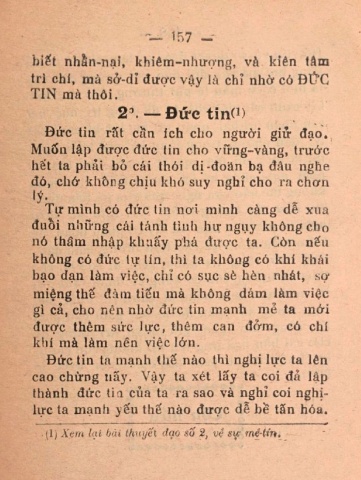 — 157 —
biết nhẫn-nại, khiêm-nhượng, và kiên tâm
trì chí, mà sở-dỉ được vậy là chỉ nhờ có ĐỨC
TIN mà thôi.
2ᵒ. — Đức tin(1)
Đức tin rất cần ích cho người giử đạo.
Muốn lập được đức tin cho vững-vàng, trước
hết ta phải bỏ cái thói dị-đoan bạ đâu nghe
đó, chớ không chịu khó suy nghỉ cho ra chơn
lý.
Tự mình có đức tin nơi mình càng dễ xua
đuổi những cái tánh tình hư nguy không cho
nó thâm nhập khuấy phá được ta. Còn nếu
không có đức tự tín, thì ta không có khí khái
bạo dạn làm việc, chỉ có sục sè hèn nhát, sợ
miệng thế đàm tiếu mà không dám làm việc
gì cả, cho nên nhờ đức tin mạnh mẻ ta mới
được thêm sức lực, thêm can đởm, có chí
khí mà làm nên việc lớn.
Đức tin ta mạnh thế nào thì nghị lực ta lên
cao chừng nấy. Vậy ta xét lấy ta coi đả lập
thành đức tin của ta ra sao và nghỉ coi nghị-
lực ta mạnh yếu thế nào được dễ bề tấn hóa.
(1) Xem lại bài thuyết đạo số 2, về sự mê-tín.